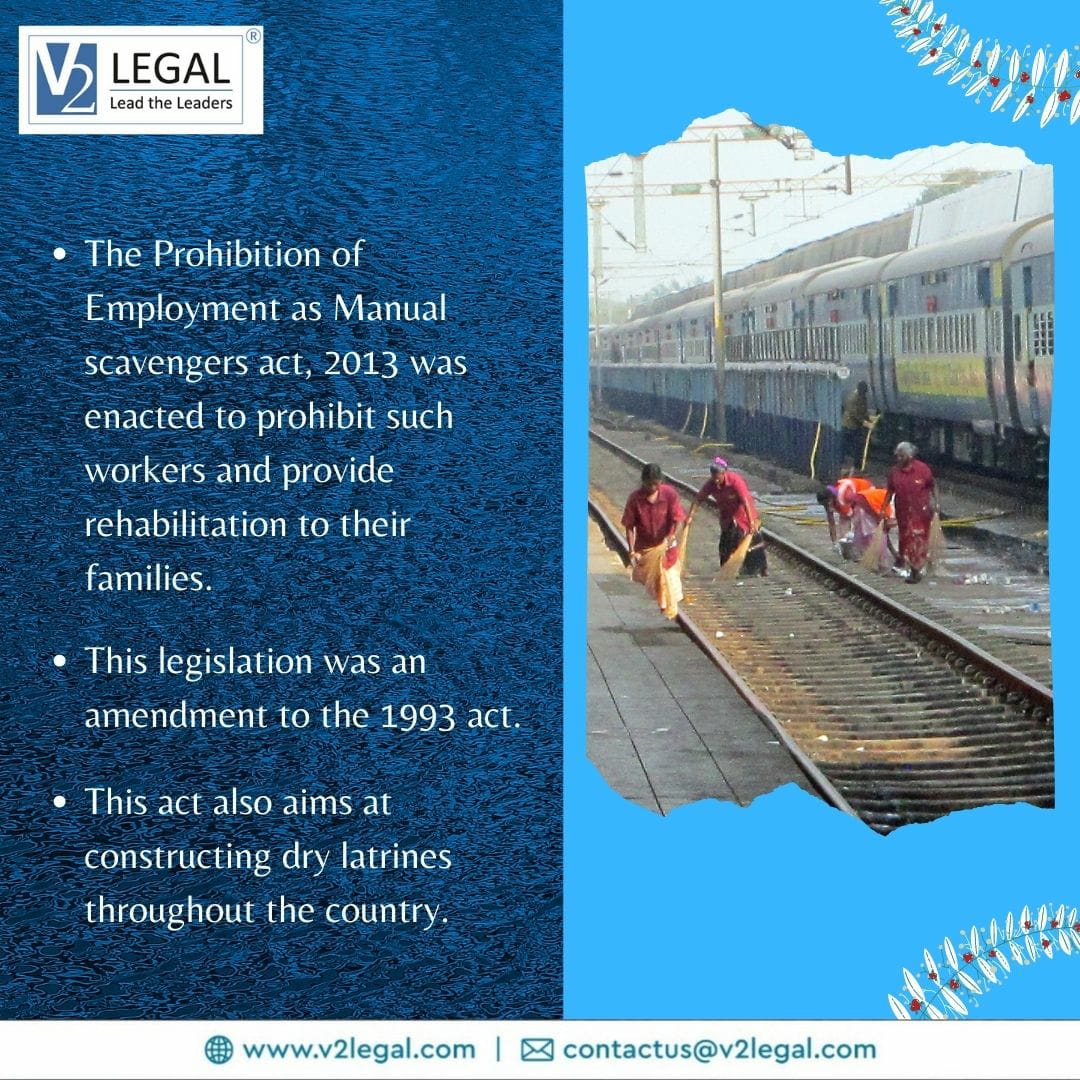 V2 LEGAL ®
Lead the Leaders
• The Prohibition of
Employment as Manual
scavengers act, 2013 was
enacted to prohibit such
workers and provide
rehabilitation to their
families.
• This legislation was an
amendment to the 1993 act.
• This act also aims at
constructing dry latrines
throughout the country.
www.v2legal.com | contactus@v2legal.com